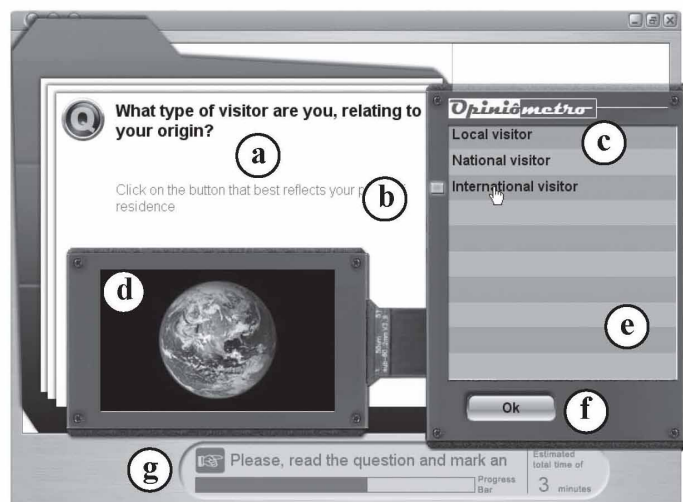 Q What type of visitor are you, relating to
your origin?
a
Click on the button that best reflects your
residence
b
Opiniômetro
c
Local visitor
National visitor
International visitor
d
e
Ok
f
g
Please, read the question and mark an
Progress
Bar
Estimated
total time of
3 minutes